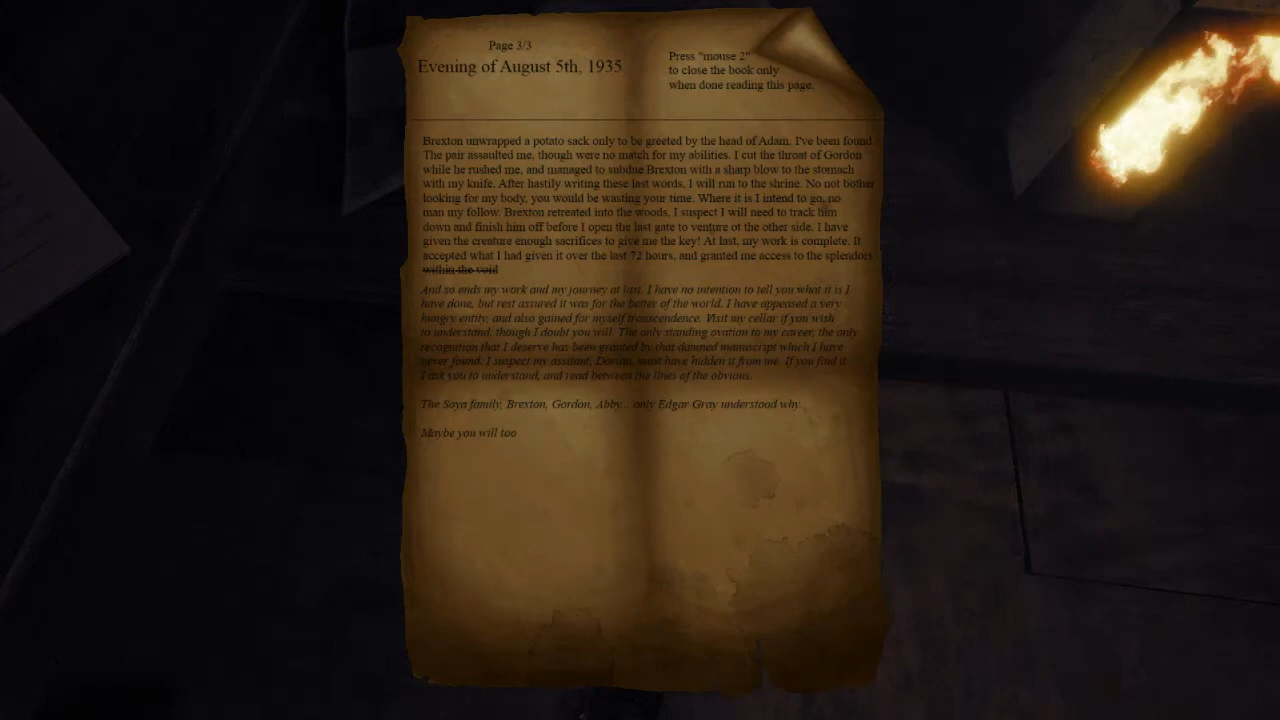 Page 3/3
Evening of August 5th, 1935
Press "mouse 2"
to close the book only
when done reading this page.
Brexton unwrapped a potato sack only to be greeted by the head of Adam. I've been found.
The pair assaulted me, though were no match for my abilities. I cut the throat of Gordon
while he rushed me, and managed to subdue Brexton with a sharp blow to the stomach
with my knife. After hastily writing these last words, I will run to the shrine. No not bother
looking for my body, you would be wasting your time. Where it is I intend to go, no
man my follow. Brexton retreated into the woods, I suspect I will need to track him
down and finish him off before I open the last gate to venture ot the other side. I have
given the creature enough sacrifices to give me the key! At last, my work is complete. It
accepted what I had given it over the last 72 hours, and granted me access to the splendors
within the void
And so ends my work and my journey at last. I have no intention to tell you what it is I
have done, but rest assured it was for the better of the world. I have appeased a very
hungry entity, and also gained for myself transcendence. Visit my cellar if you wish
to understand, though I doubt you will. The only standing ovation to my career, the only
recognition that I deserve has been granted by that damned manuscript which I have
never found. I suspect my assitant, Dorian, must have hidden it from me. If you find it
I ask you to understand, and read between the lines of the obvious.
The Soya family, Brexton, Gordon, Abby... only Edgar Gray understood why.
Maybe you will too